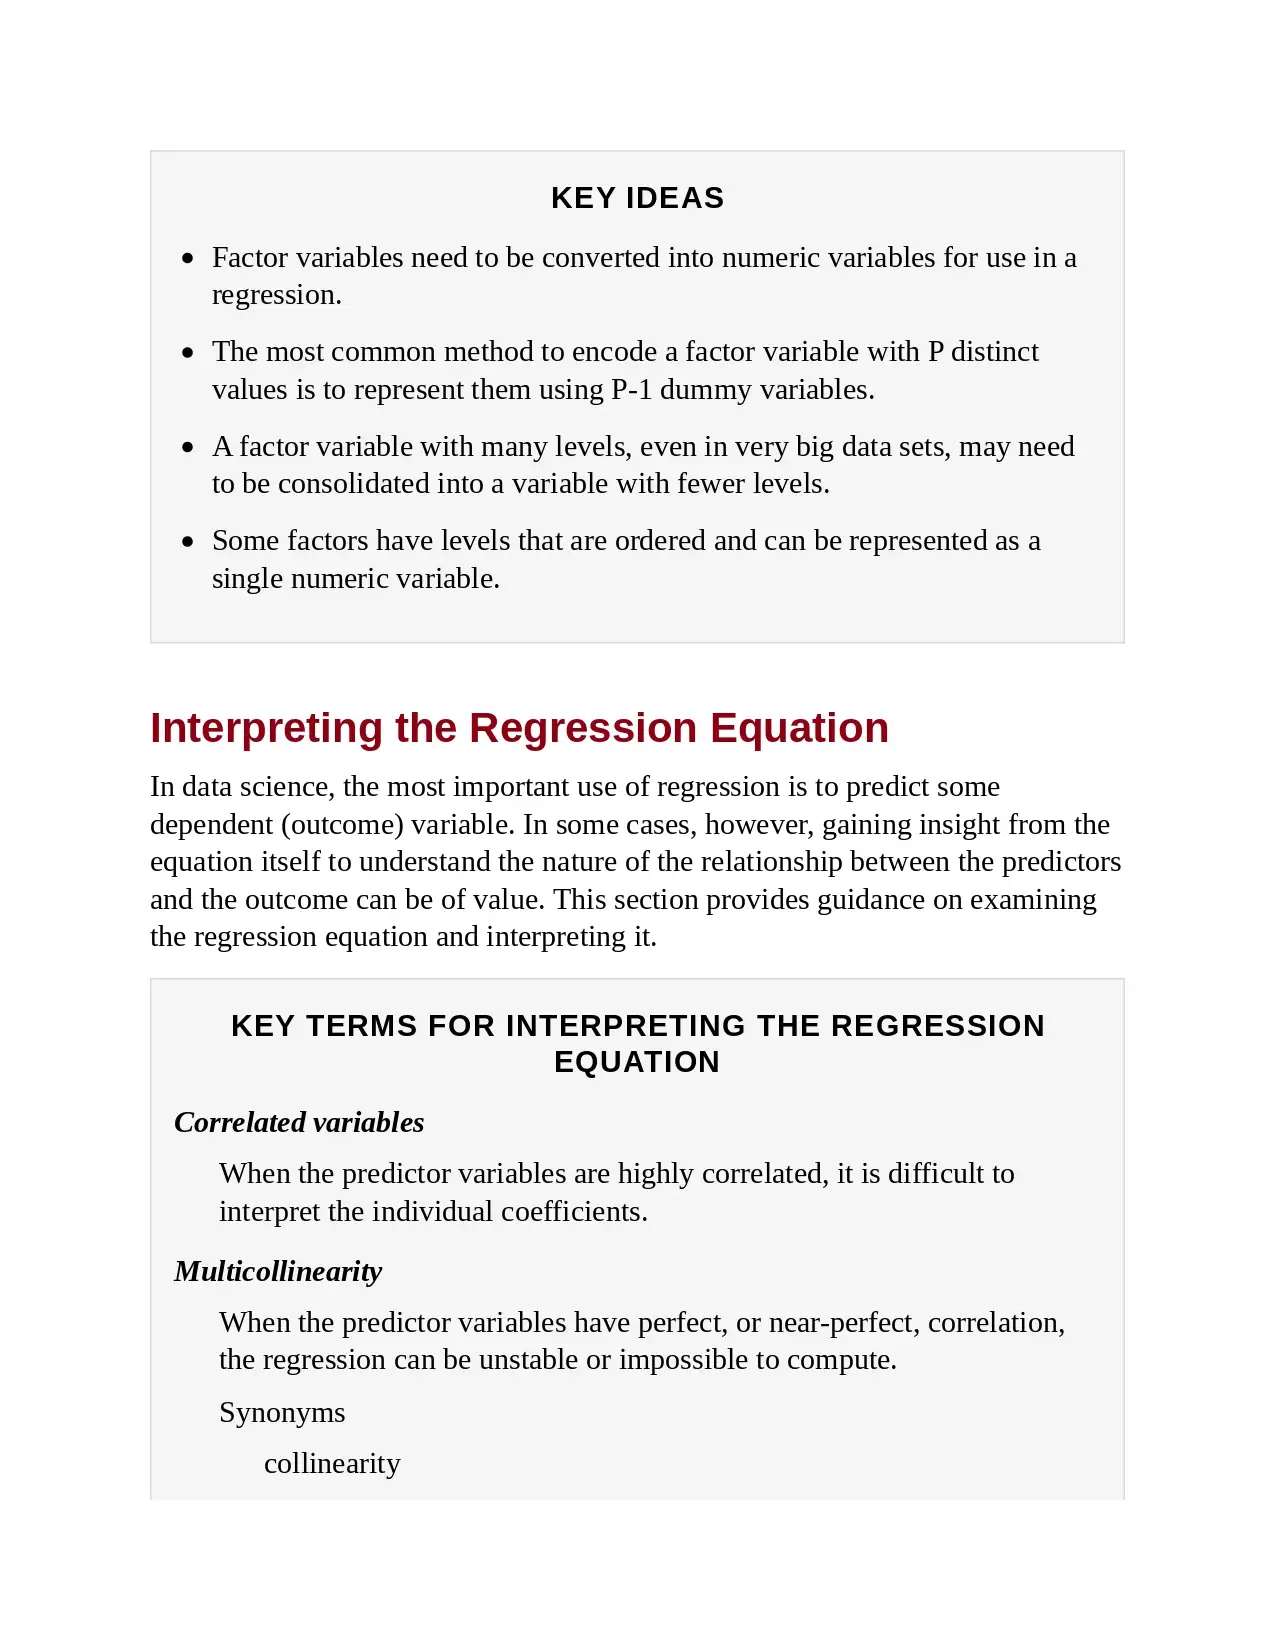 KEY IDEAS
Factor variables need to be converted into numeric variables for use in a
regression.
The most common method to encode a factor variable with P distinct
values is to represent them using P-1 dummy variables.
A factor variable with many levels, even in very big data sets, may need
to be consolidated into a variable with fewer levels.
Some factors have levels that are ordered and can be represented as a
single numeric variable.
Interpreting the Regression Equation
In data science, the most important use of regression is to predict some
dependent (outcome) variable. In some cases, however, gaining insight from the
equation itself to understand the nature of the relationship between the predictors
and the outcome can be of value. This section provides guidance on examining
the regression equation and interpreting it.
KEY TERMS FOR INTERPRETING THE REGRESSION
EQUATION
Correlated variables
When the predictor variables are highly correlated, it is difficult to
interpret the individual coefficients.
Multicollinearity
When the predictor variables have perfect, or near-perfect, correlation,
the regression can be unstable or impossible to compute.
Synonyms
collinearity